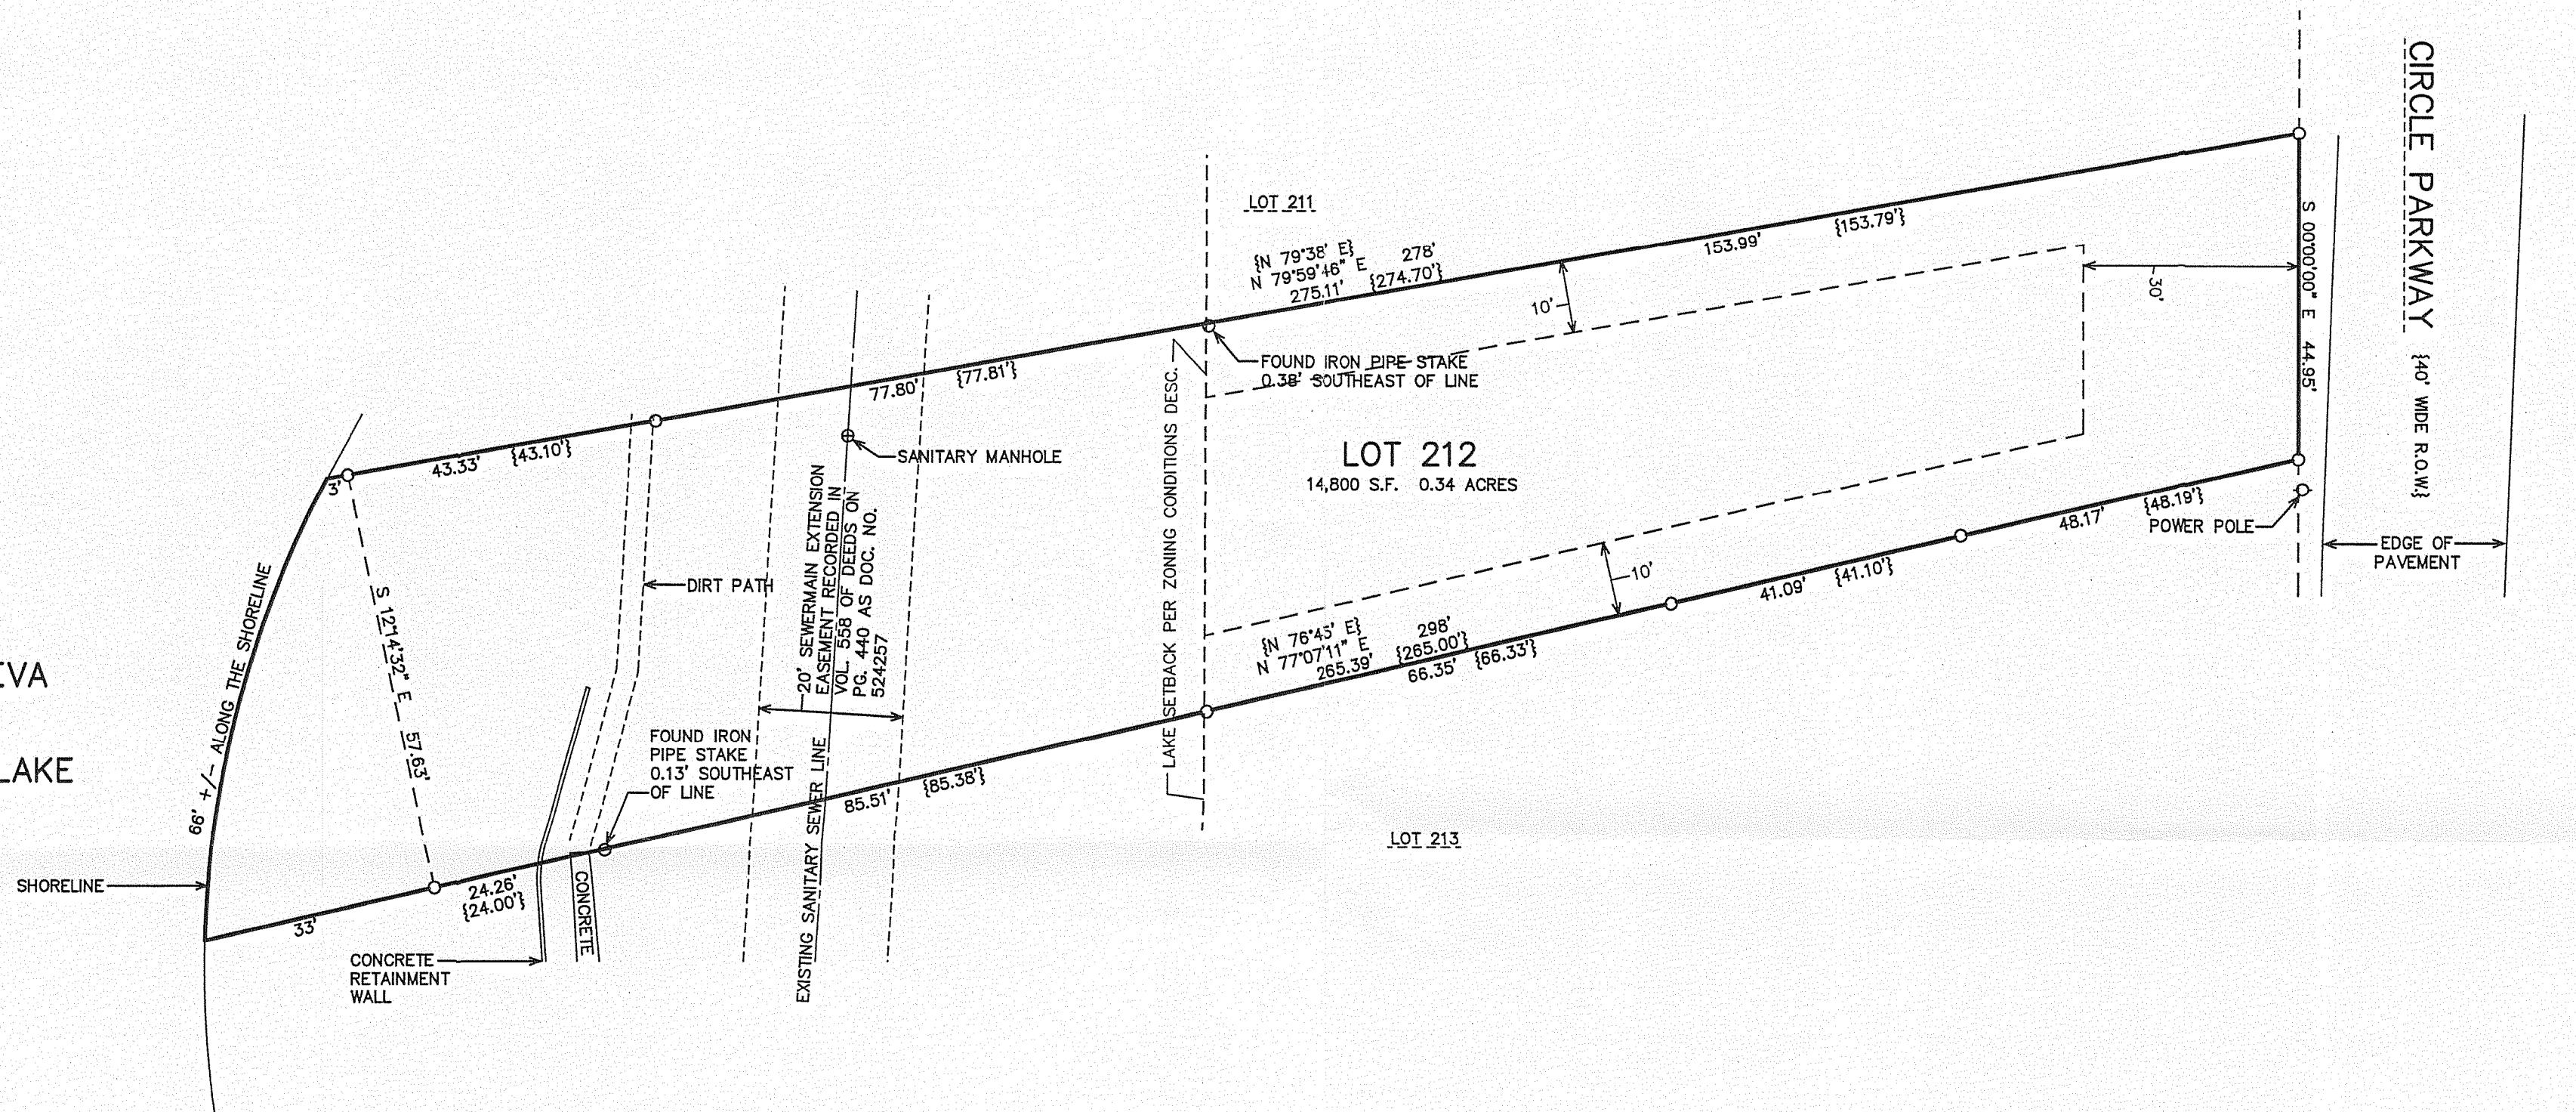 CIRCLE PARKWAY {40' WIDE R.O.W.}
LOT 211
{N 79°38' E} 278'
N 79°59'46" E {274.70'}
275.11'
153.99' {153.79'}
S 00°00'00" E 44.95'
30'
10'
FOUND IRON PIPE STAKE
0.38' SOUTHEAST OF LINE
77.80' {77.81'}
43.33' {43.10'}
3'
SANITARY MANHOLE
LOT 212
14,800 S.F. 0.34 ACRES
LAKE SETBACK PER ZONING CONDITIONS DESC.
20' SEWERMAIN EXTENSION
EASEMENT RECORDED IN
VOL. 558 OF DEEDS ON
PG. 440 AS DOC. NO.
524257
DIRT PATH
S 12°14'32" E 57.63'
66' +/- ALONG THE SHORELINE
EVA
LAKE
48.17' {48.19'}
POWER POLE
EDGE OF
PAVEMENT
10'
41.09' {41.10'}
{N 76°45' E} 298'
N 77°07'11" E {265.00'}
265.39' 66.35' {66.33'}
FOUND IRON
PIPE STAKE
0.13' SOUTHEAST
OF LINE
85.51' {85.38'}
EXISTING SANITARY SEWER LINE
LOT 213
SHORELINE
24.26'
{24.00'}
33'
CONCRETE
CONCRETE
RETAINMENT
WALL